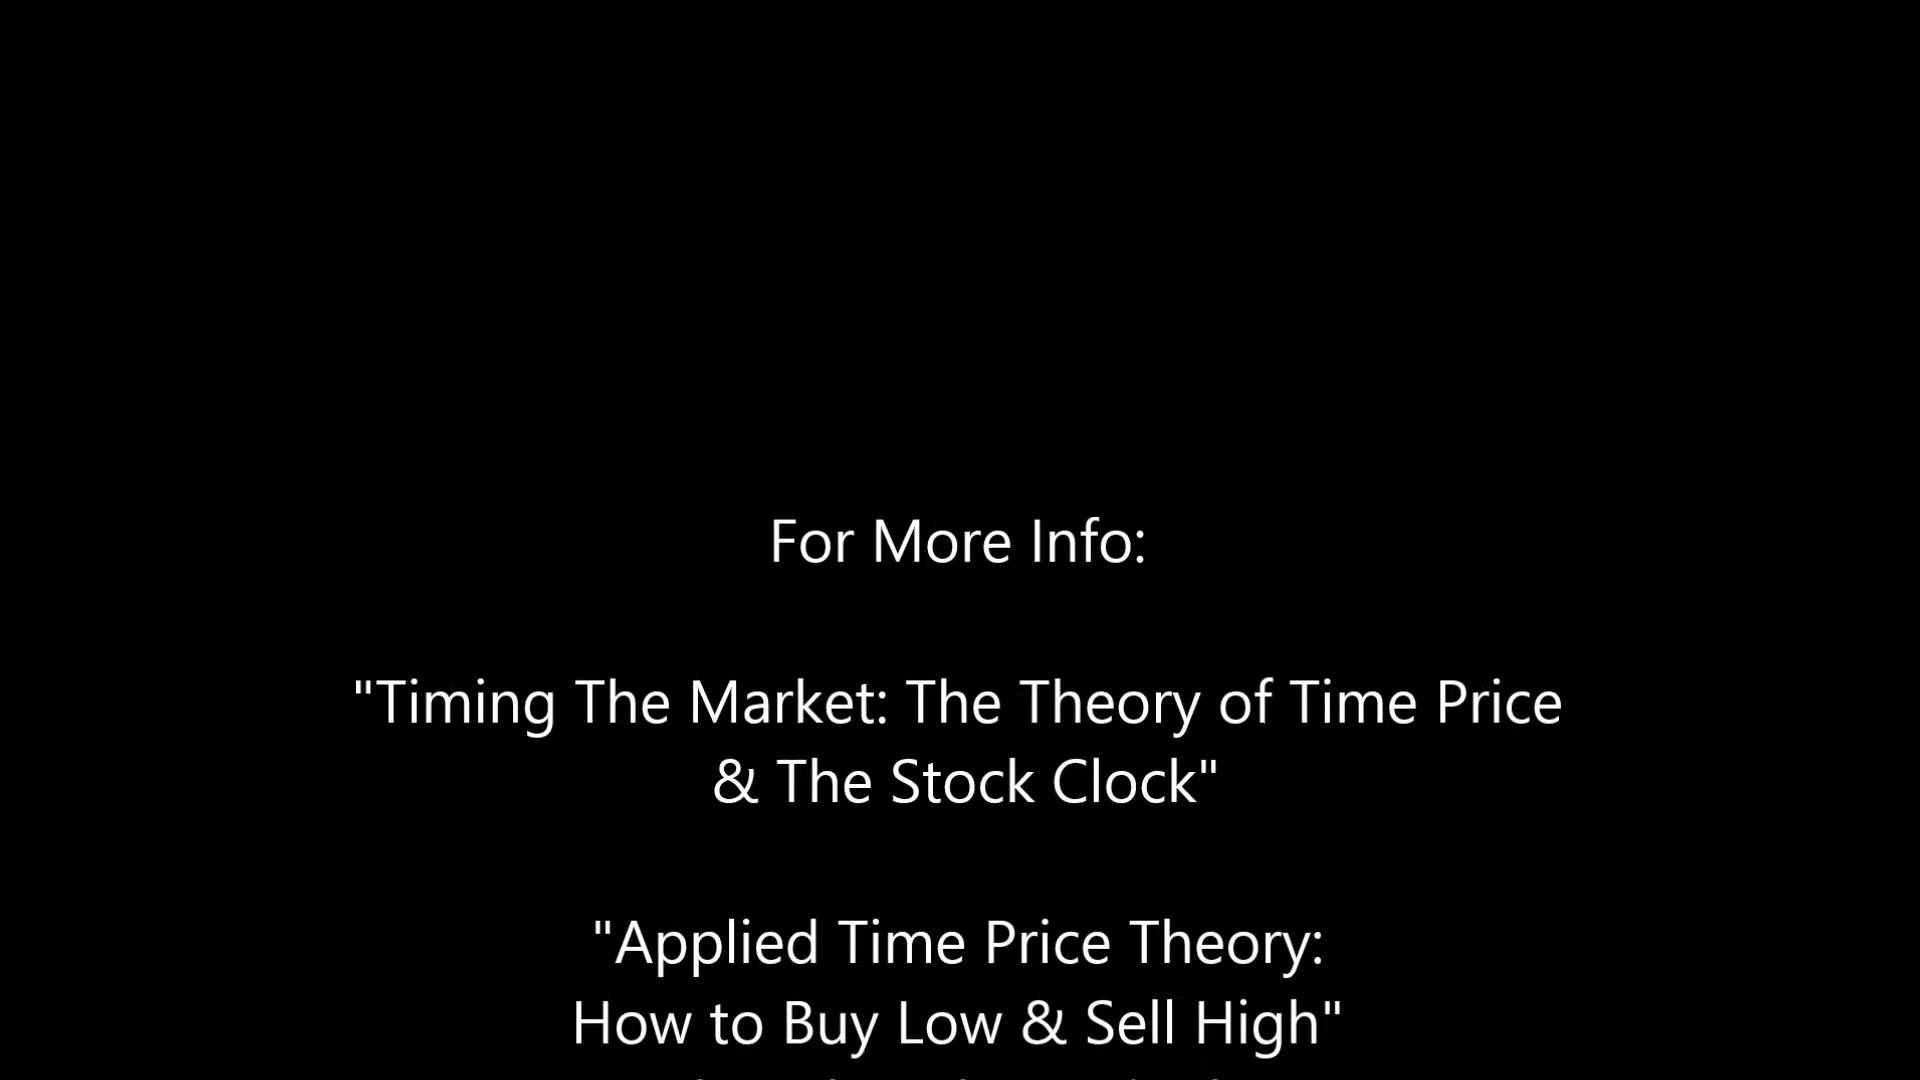 For More Info:
"Timing The Market: The Theory of Time Price
& The Stock Clock"
"Applied Time Price Theory:
How to Buy Low & Sell High"